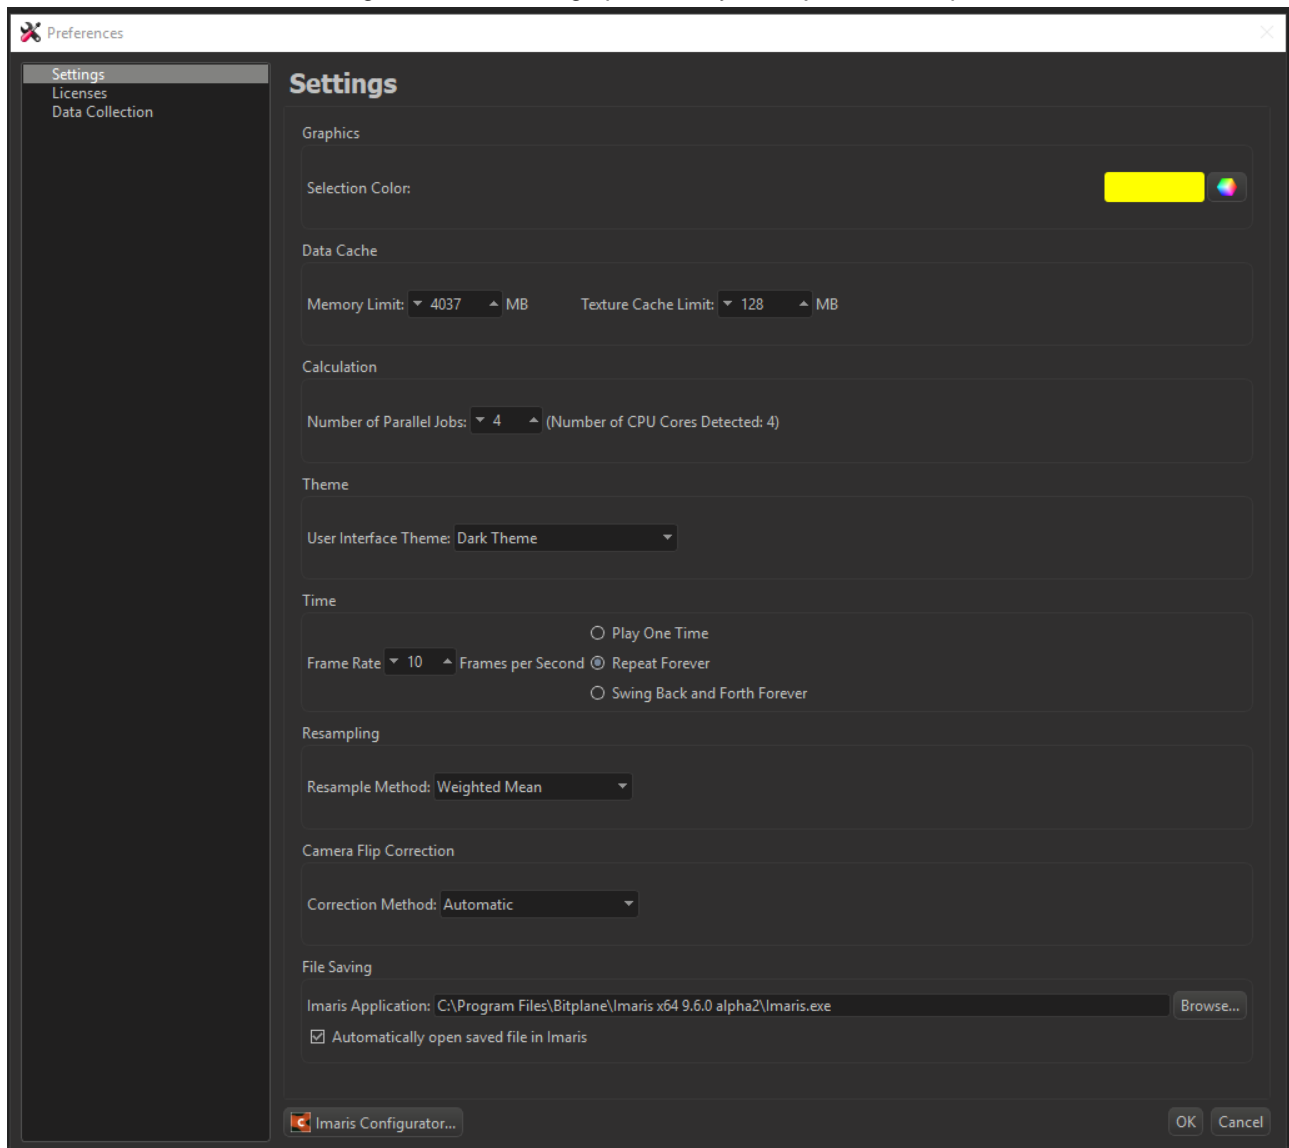 Preferences
Settings
Licenses
Data Collection
Settings
Graphics
Selection Color:
Data Cache
Memory Limit: 4037 MB Texture Cache Limit: 128 MB
Calculation
Number of Parallel Jobs: 4 (Number of CPU Cores Detected: 4)
Theme
User Interface Theme: Dark Theme
Time
Play One Time
Frame Rate 10 Frames per Second Repeat Forever
Swing Back and Forth Forever
Resampling
Resample Method: Weighted Mean
Camera Flip Correction
Correction Method: Automatic
File Saving
Imaris Application: C:\Program Files\Bitplane\Imaris x64 9.6.0 alpha2\Imaris.exe Browse...
Automatically open saved file in Imaris
C Imaris Configurator... OK Cancel